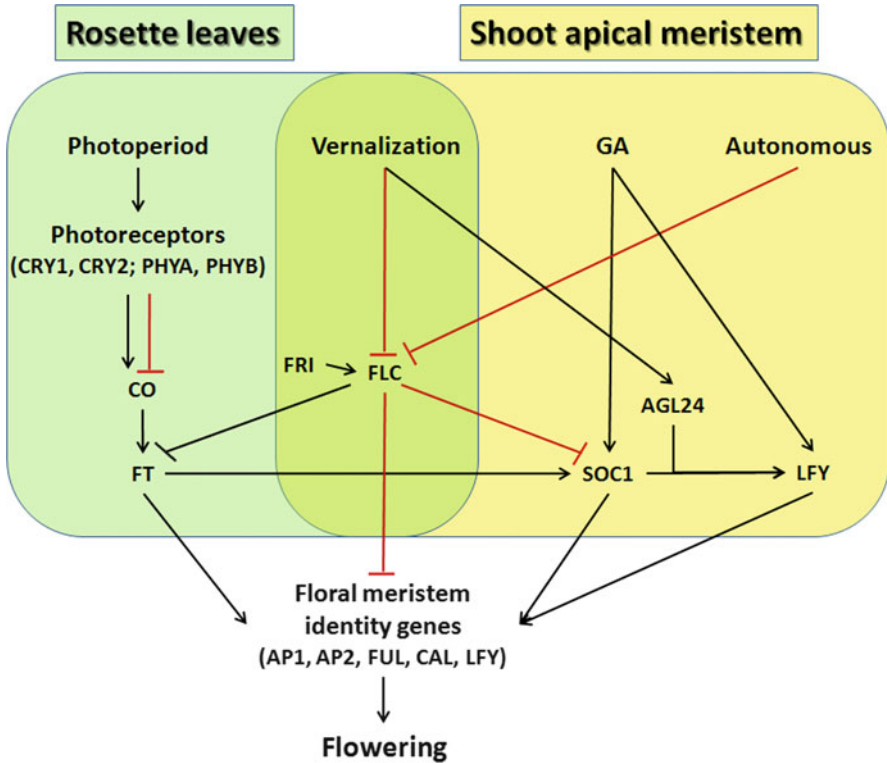 Rosette leaves
Shoot apical meristem
Photoperiod
Vernalization
GA
Autonomous
Photoreceptors
(CRY1, CRY2; PHYA, PHYB)
FRI
FLC
CO
AGL24
FT
SOC1
LFY
Floral meristem
identity genes
(AP1, AP2, FUL, CAL, LFY)
Flowering